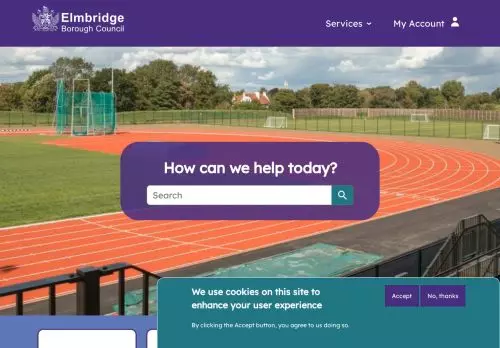 Elmbridge
Borough Council
Services
My Account
How can we help today?
Search
We use cookies on this site to
enhance your user experience
By clicking the Accept button, you agree to us doing so.
Accept
No, thanks